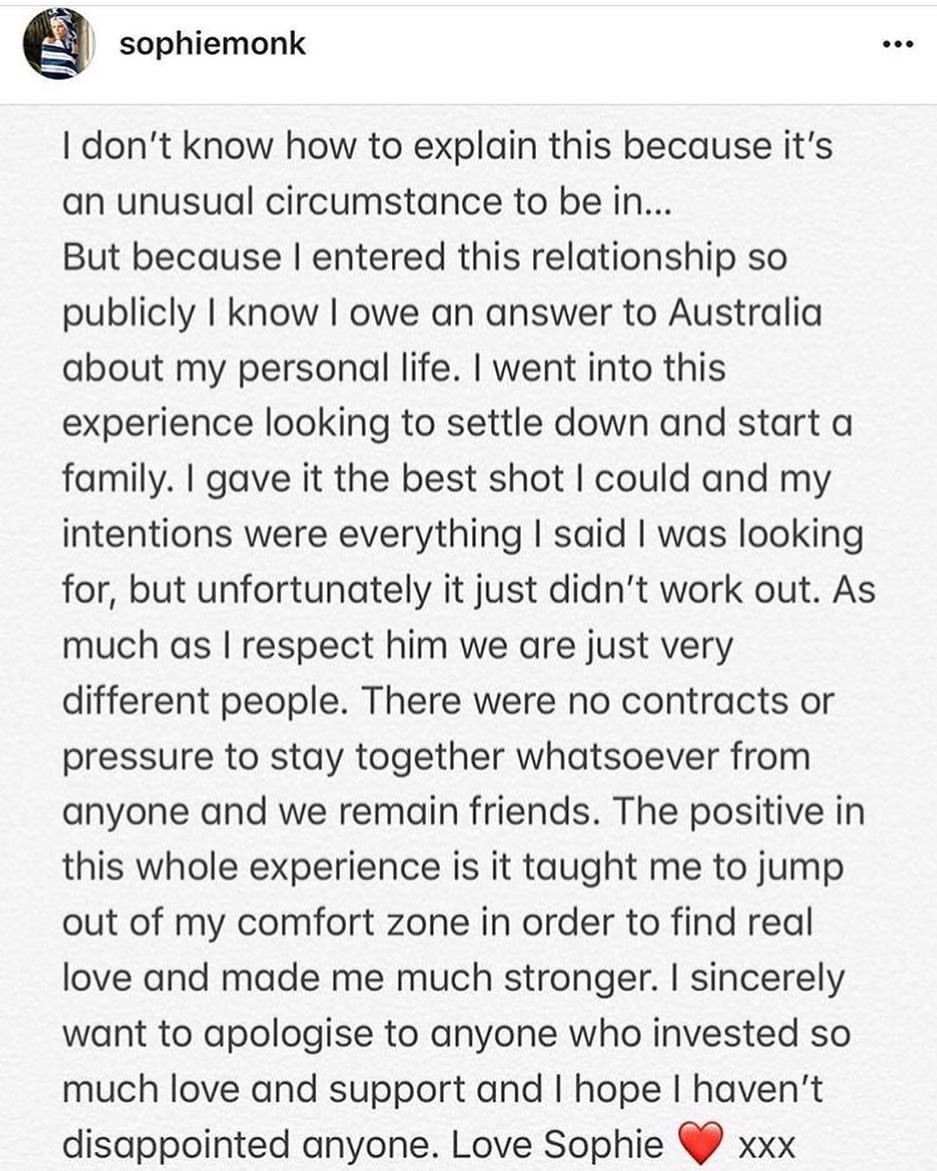 sophiemonk
I don't know how to explain this because it's
an unusual circumstance to be in...
But because I entered this relationship so
publicly I know I owe an answer to Australia
about my personal life. I went into this
experience looking to settle down and start a
family. I gave it the best shot I could and my
intentions were everything I said I was looking
for, but unfortunately it just didn't work out. As
much as I respect him we are just very
different people. There were no contracts or
pressure to stay together whatsoever from
anyone and we remain friends. The positive in
this whole experience is it taught me to jump
out of my comfort zone in order to find real
love and made me much stronger. I sincerely
want to apologise to anyone who invested so
much love and support and I hope I haven't
disappointed anyone. Love Sophie ❤️ xxx